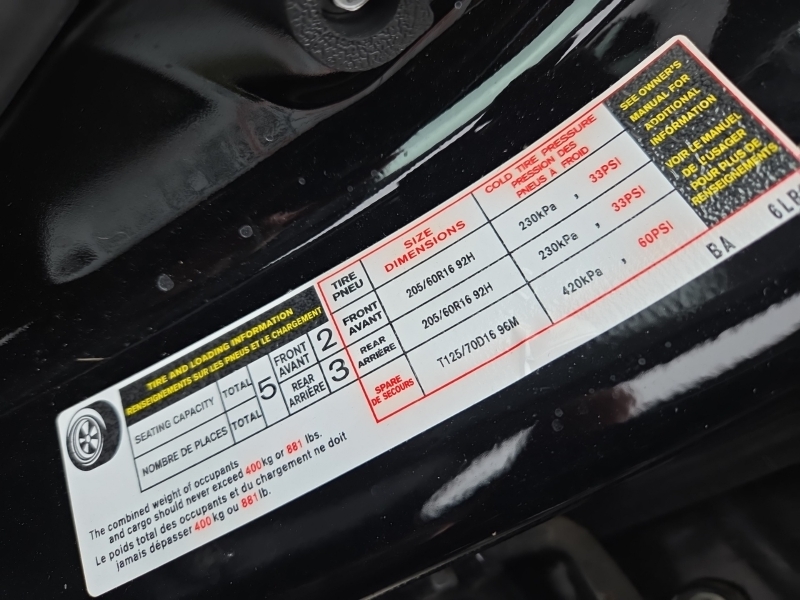 TIRE AND LOADING INFORMATION
RENSEIGNEMENTS SUR LES PNEUS ET LE CHARGEMENT
SEATING CAPACITY
NOMBRE DE PLACES
TOTAL
TOTAL
5
FRONT
AVANT
2
REAR
ARRIÈRE
3
The combined weight of occupants
and cargo should never exceed 400kg or 881 lbs.
Le poids total des occupants et du chargement ne doit
jamais dépasser 400kg ou 881lb.
TIRE
PNEU
SIZE
DIMENSIONS
COLD TIRE PRESSURE
PRESSION DES
PNEUS A FROID
FRONT
AVANT
205/60R16 92H
230kPa , 33PSI
REAR
ARRIÈRE
205/60R16 92H
230kPa , 33PSI
SPARE
DE SECOURS
T125/70D16 96M
420kPa , 60PSI
SEE OWNER'S
MANUAL FOR
ADDITIONAL
INFORMATION
VOIR LE MANUEL
DE L'USAGER
POUR PLUS DE
RENSEIGNEMENTS
BA